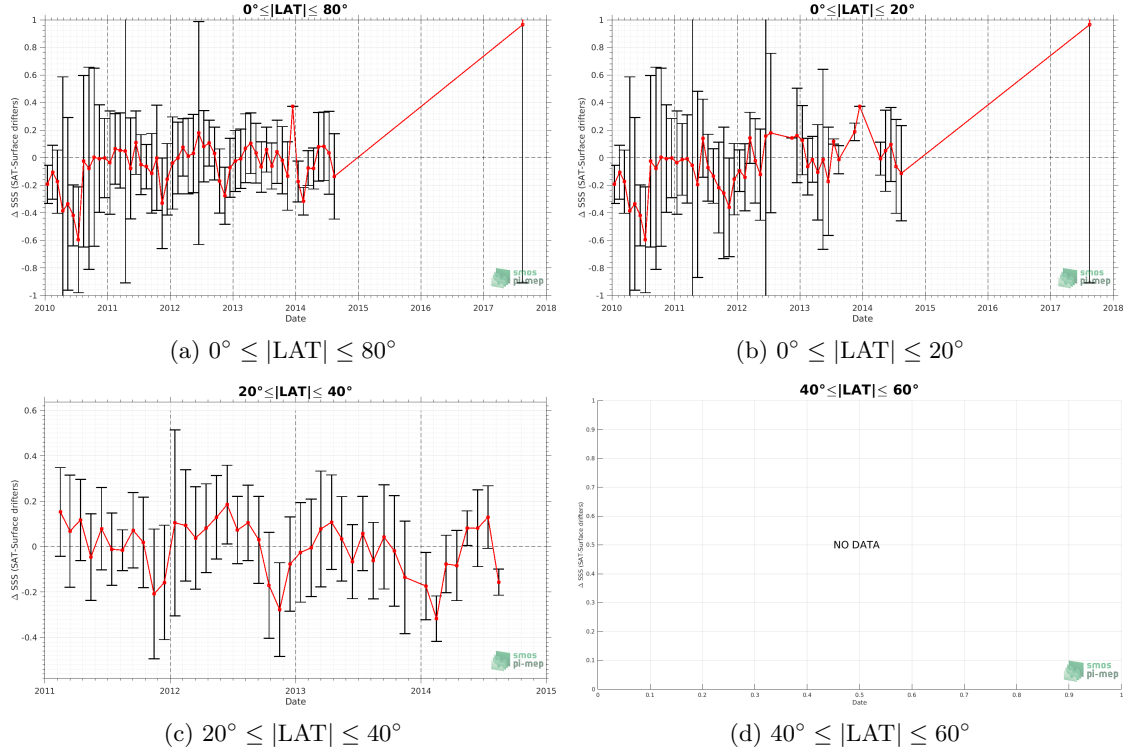 0°≤|LAT|≤ 80°
Δ SSS (SAT-Surface drifters)
1
0.8
0.6
0.4
0.2
0
-0.2
-0.4
-0.6
-0.8
-1
2010 2011 2012 2013 2014 2015 2016 2017 2018
Date
smos
pi-mep
(a) 0° ≤ |LAT| ≤ 80°
0°≤|LAT|≤ 20°
Δ SSS (SAT-Surface drifters)
1
0.8
0.6
0.4
0.2
0
-0.2
-0.4
-0.6
-0.8
-1
2010 2011 2012 2013 2014 2015 2016 2017 2018
Date
smos
pi-mep
(b) 0° ≤ |LAT| ≤ 20°
20°≤|LAT|≤ 40°
Δ SSS (SAT-Surface drifters)
0.6
0.4
0.2
0
-0.2
-0.4
2011 2012 2013 2014 2015
Date
smos
pi-mep
(c) 20° ≤ |LAT| ≤ 40°
40°≤|LAT|≤ 60°
Δ SSS (SAT-Surface drifters)
1
0.9
0.8
0.7
0.6
0.5
0.4
0.3
0.2
0.1
0
NO DATA
0 0.1 0.2 0.3 0.4 0.5 0.6 0.7 0.8 0.9 1
Date
smos
pi-mep
(d) 40° ≤ |LAT| ≤ 60°